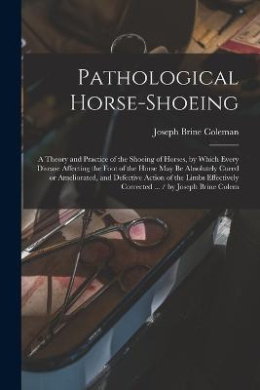 Pathological
Horse-Shoeing
Joseph Brine Coleman
A Theory and Practice of the Shoeing of Horses, by Which Every
Disease Affecting the Foot of the Horse May Be Absolutely Cured
or Ameliorated, and Defective Action of the Limbs Effectively
Corrected ... / by Joseph Brine Colem